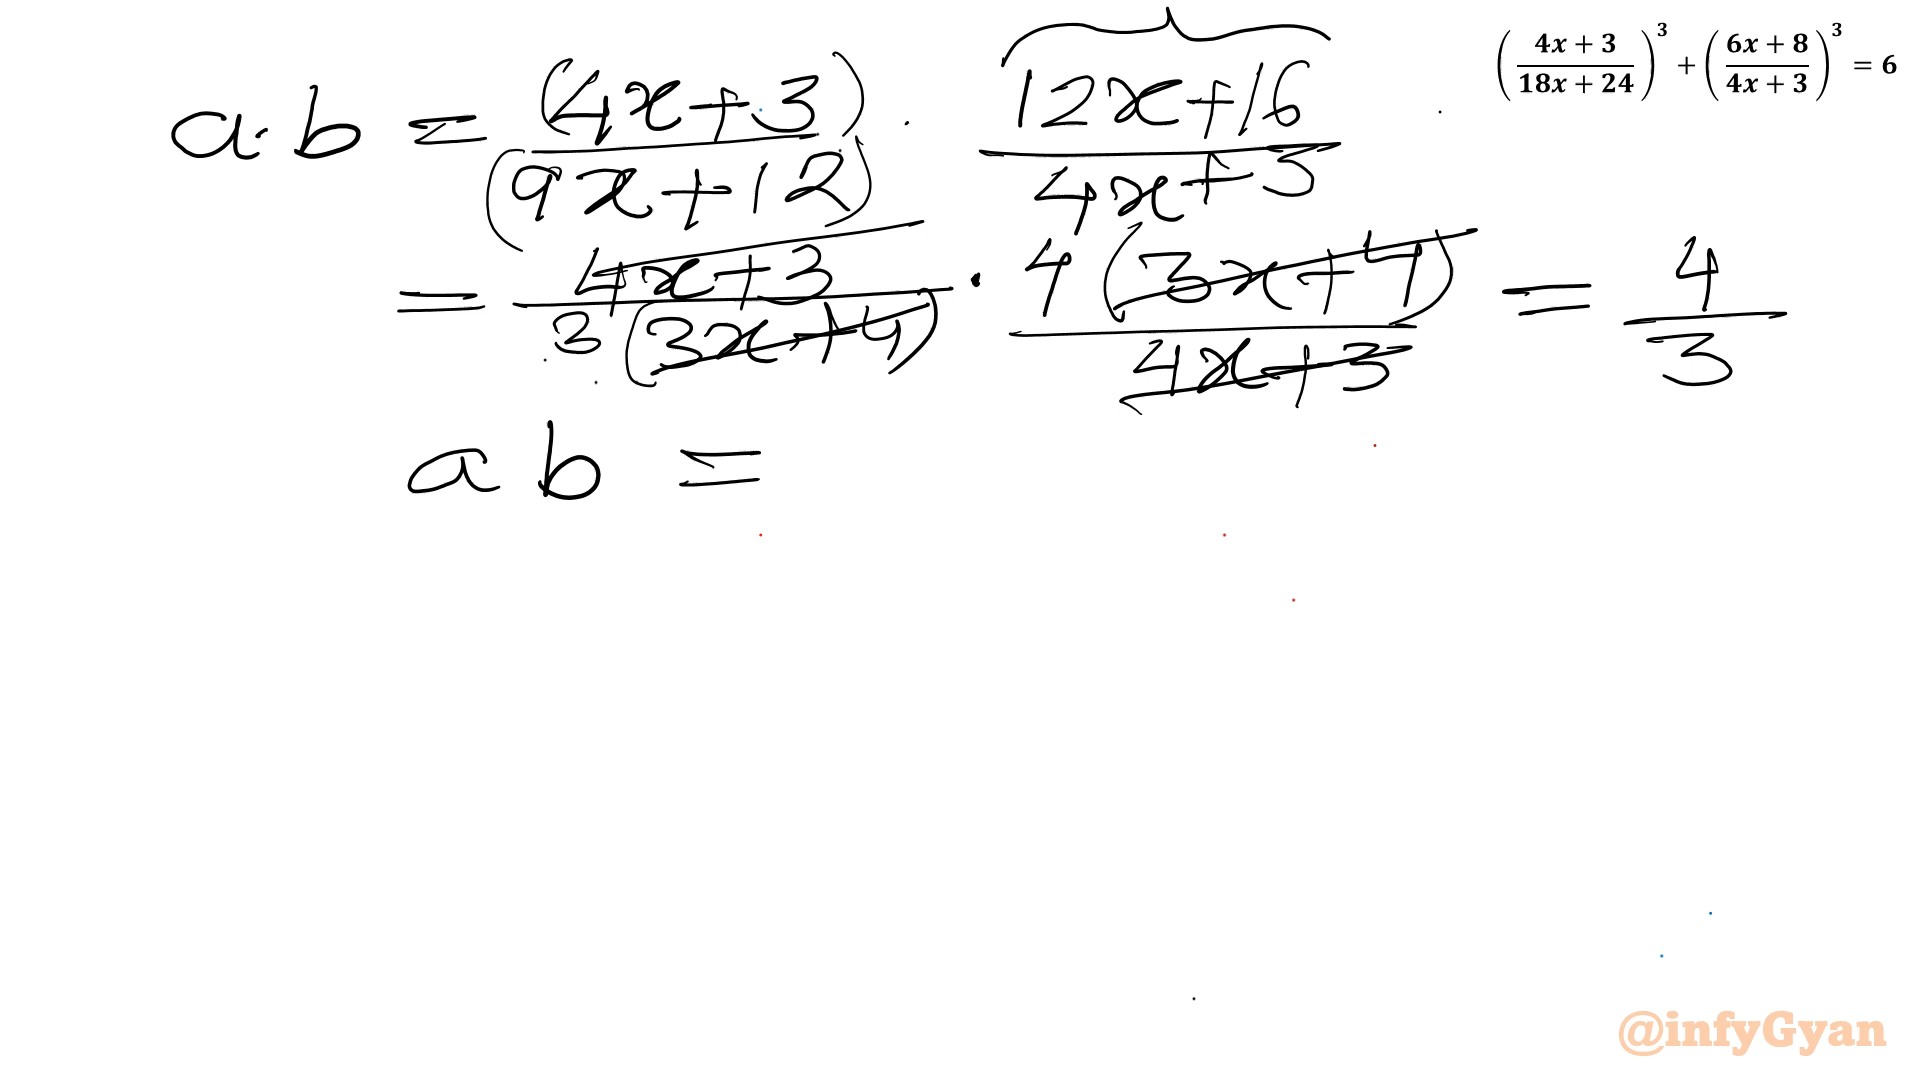 a·b = (4x+3)/(9x+12) · (12x+16)/(4x+3)
(4x+3 / 18x+24)³ + (6x+8 / 4x+3)³ = 6
= 4x+3 / 3(3x+4) · 4(3x+4) / 4x+3 = 4/3
ab =
@infyGyan